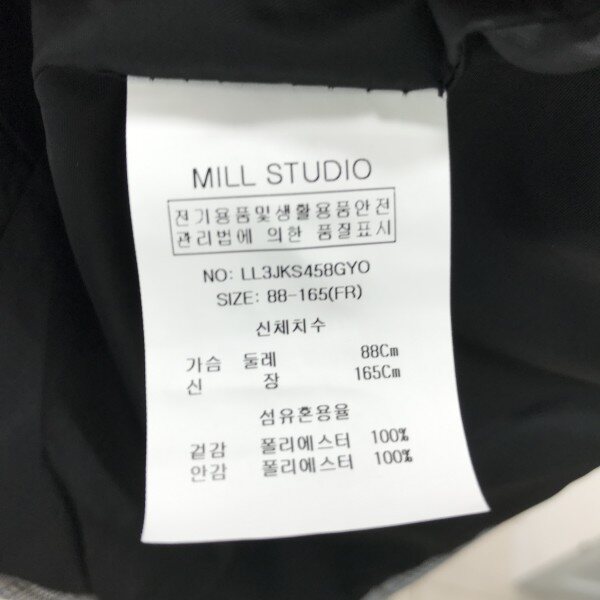 MILL STUDIO
전기용품및생활용품안전
관리법에 의한 품질표시
NO: LL3JKS458GYO
SIZE: 88-165(FR)
신체치수
가슴 둘레 88Cm
신 장 165Cm
섬유혼용율
겉감 폴리에스터 100%
안감 폴리에스터 100%